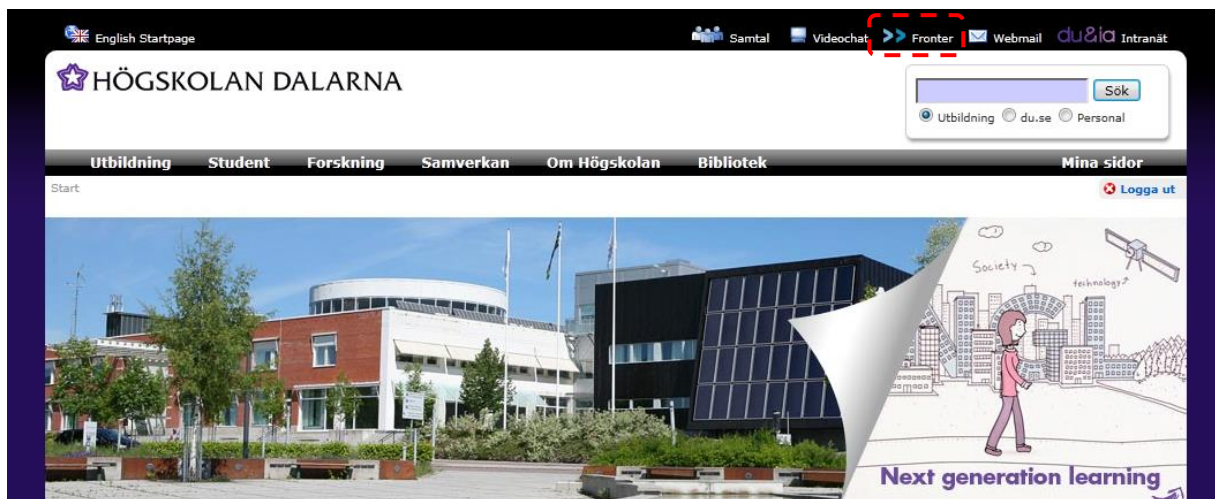 English Startpage Samtal Videochat Fronter Webmail du&ia Intranät
HÖGSKOLAN DALARNA
Sök
Utbildning du.se Personal
Utbildning Student Forskning Samverkan Om Högskolan Bibliotek Mina sidor
Start Logga ut
Society
technology?
Next generation learning